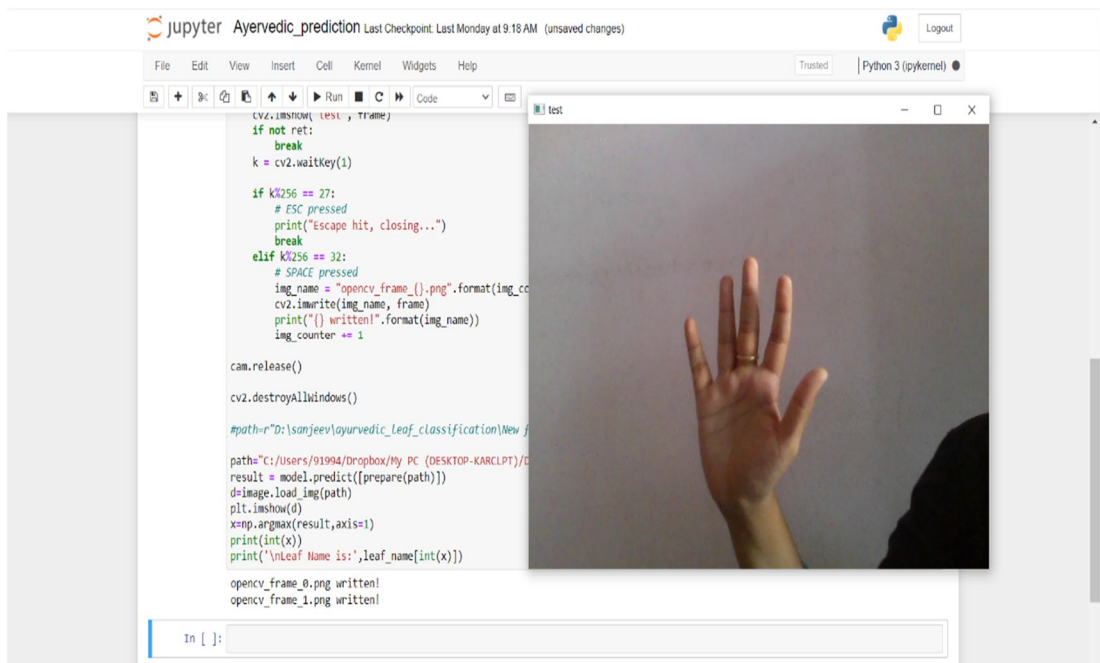 jupyter Ayervedic_prediction Last Checkpoint: Last Monday at 9.18 AM (unsaved changes)
Logout
File Edit View Insert Cell Kernel Widgets Help
Trusted
Python 3 (ipykernel)
Run Code
test
cv2.imshow("test", frame)
if not ret:
break
k = cv2.waitKey(1)
if k%256 == 27:
# ESC pressed
print("Escape hit, closing...")
break
elif k%256 == 32:
# SPACE pressed
img_name = "opencv_frame_{}.png".format(img_co
cv2.imwrite(img_name, frame)
print("{} written!".format(img_name))
img_counter += 1
cam.release()
cv2.destroyAllWindows()
#path=r"D:\sanjeev\ayurvedic_leaf_classification\New f
path="C:/Users/91994/Dropbox/My PC (DESKTOP-KARCLPT)/D
result = model.predict([prepare(path)])
d=image.load_img(path)
plt.imshow(d)
x=np.argmax(result,axis=1)
print(int(x))
print('\nLeaf Name is:',leaf_name[int(x)])
opencv_frame_0.png written!
opencv_frame_1.png written!
In [ ]: